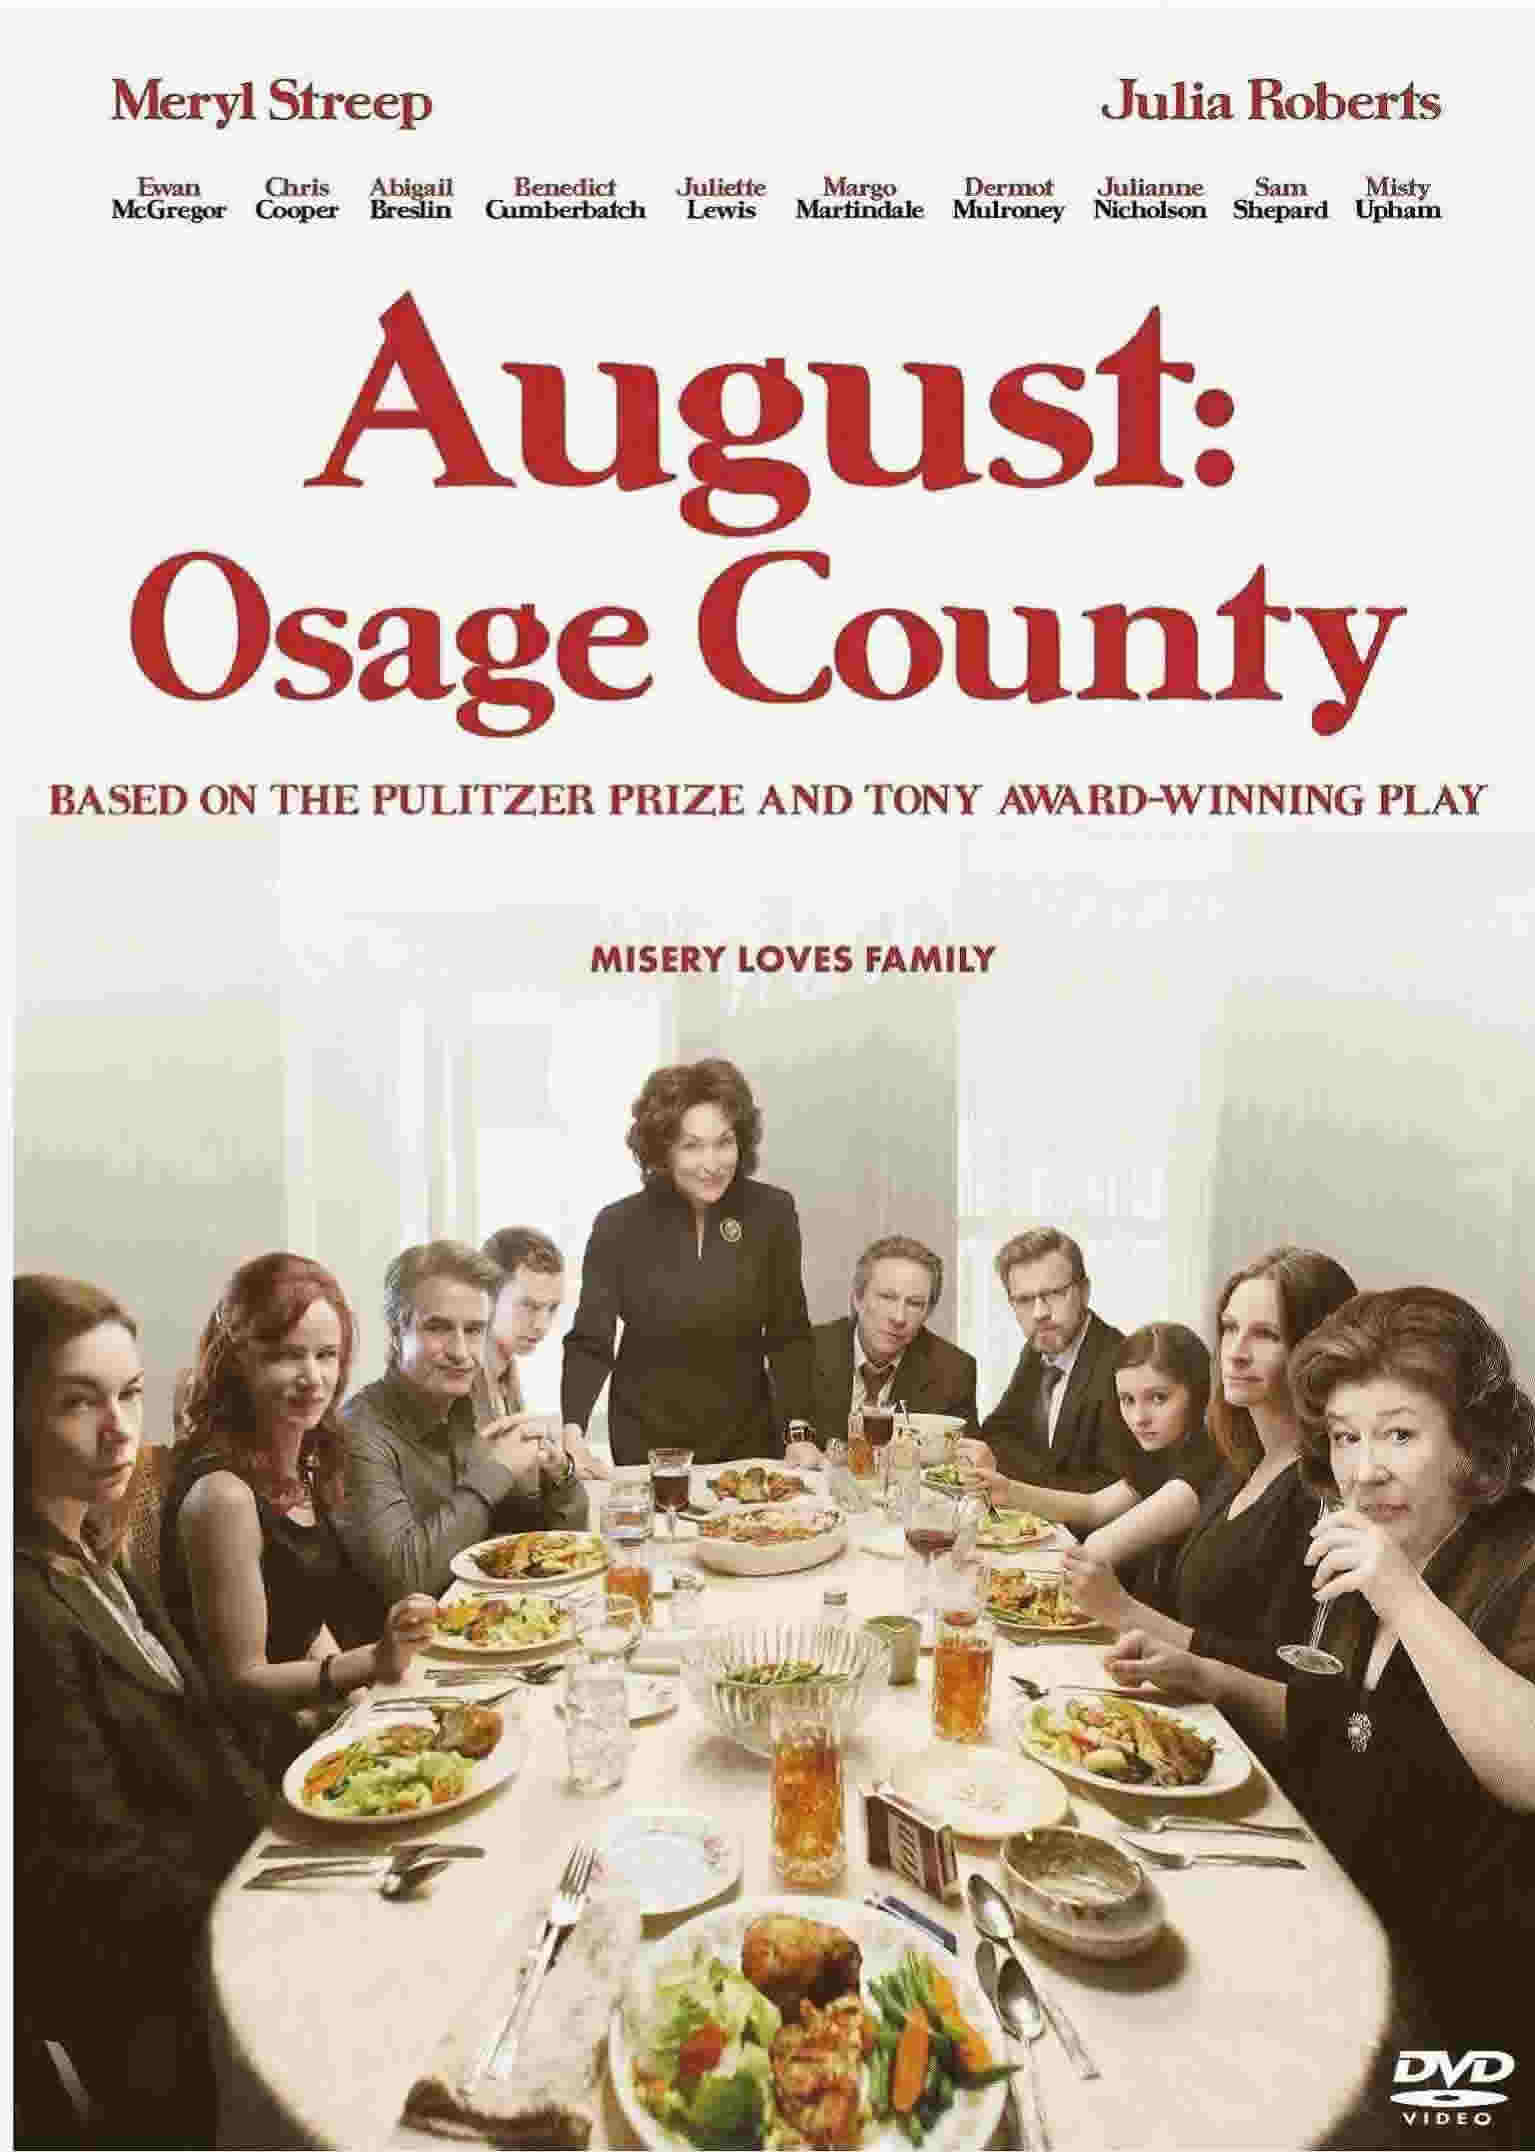 Meryl Streep Julia Roberts
Ewan McGregor
Chris Cooper
Abigail Breslin
Benedict Cumberbatch
Juliette Lewis
Margo Martindale
Dermot Mulroney
Julianne Nicholson
Sam Shepard
Misty Upham
August:
Osage County
BASED ON THE PULITZER PRIZE AND TONY AWARD-WINNING PLAY
MISERY LOVES FAMILY
DVD
VIDEO